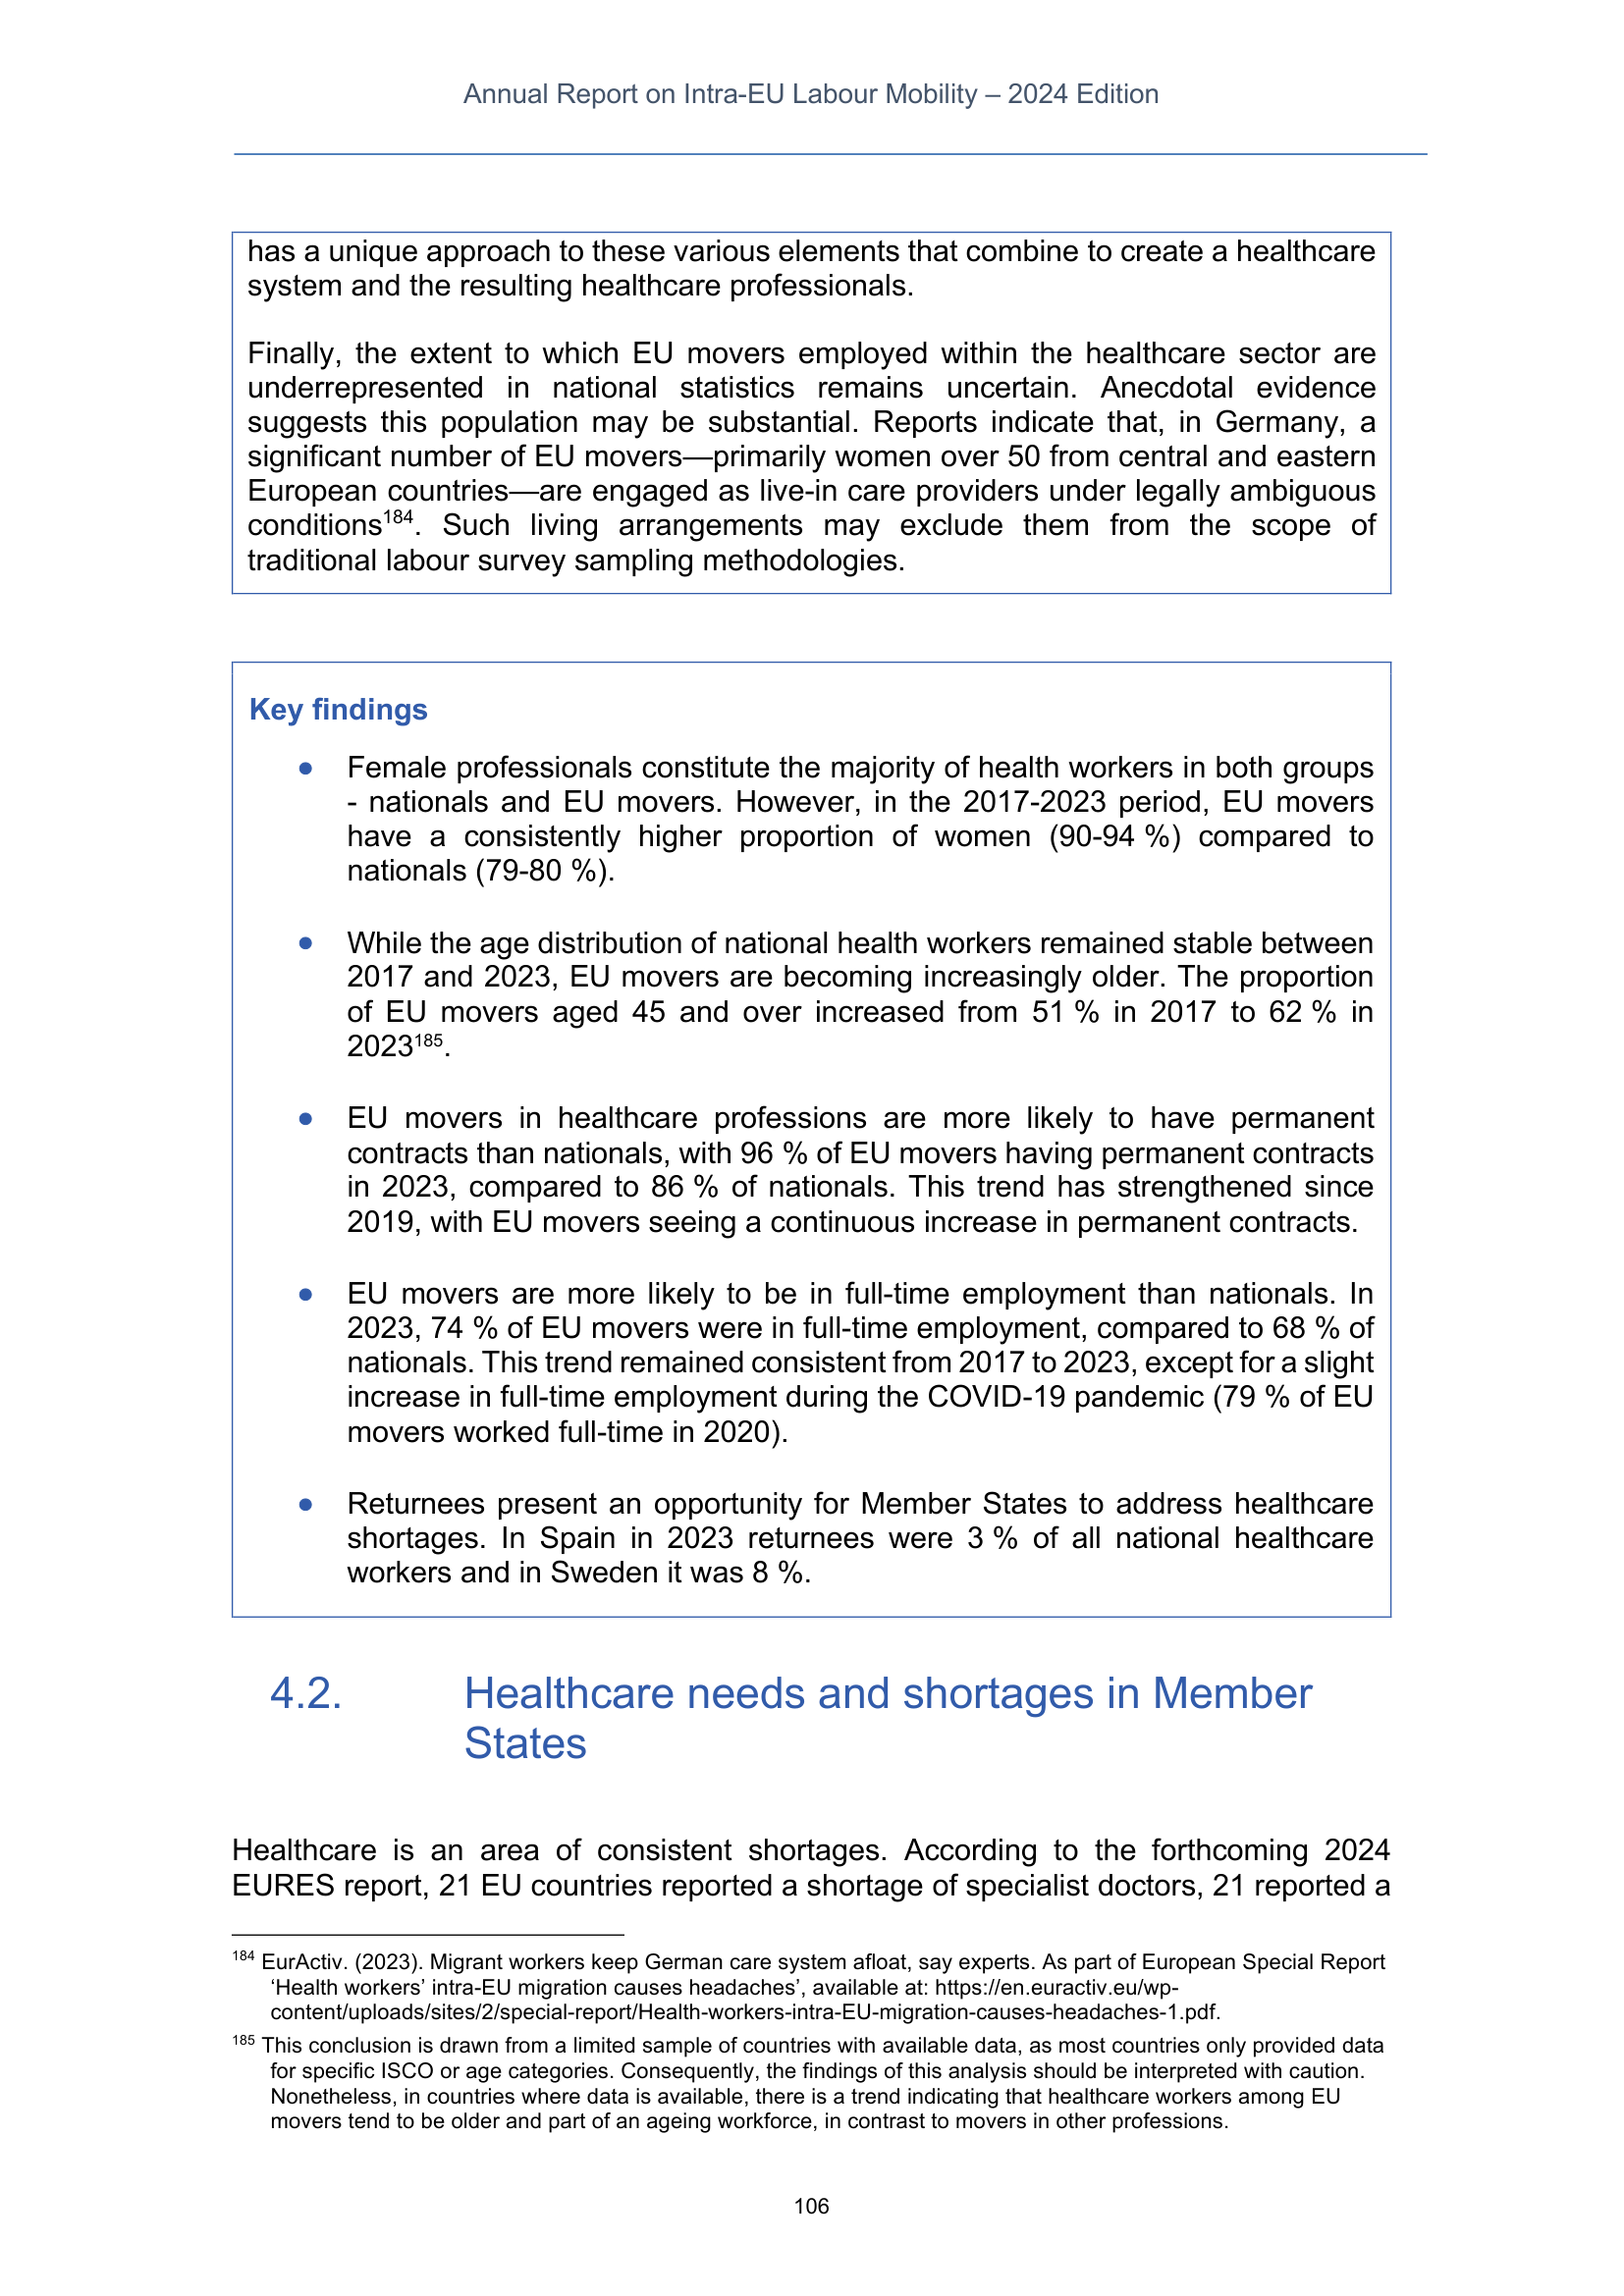 Annual Report on Intra-EU Labour Mobility – 2024 Edition
has a unique approach to these various elements that combine to create a healthcare
system and the resulting healthcare professionals.
Finally, the extent to which EU movers employed within the healthcare sector are
underrepresented in national statistics remains uncertain. Anecdotal evidence
suggests this population may be substantial. Reports indicate that, in Germany, a
significant number of EU movers—primarily women over 50 from central and eastern
European countries—are engaged as live-in care providers under legally ambiguous
conditions184. Such living arrangements may exclude them from the scope of
traditional labour survey sampling methodologies.
Key findings
● Female professionals constitute the majority of health workers in both groups
- nationals and EU movers. However, in the 2017-2023 period, EU movers
have a consistently higher proportion of women (90-94 %) compared to
nationals (79-80 %).
● While the age distribution of national health workers remained stable between
2017 and 2023, EU movers are becoming increasingly older. The proportion
of EU movers aged 45 and over increased from 51 % in 2017 to 62 % in
2023185.
● EU movers in healthcare professions are more likely to have permanent
contracts than nationals, with 96 % of EU movers having permanent contracts
in 2023, compared to 86 % of nationals. This trend has strengthened since
2019, with EU movers seeing a continuous increase in permanent contracts.
● EU movers are more likely to be in full-time employment than nationals. In
2023, 74 % of EU movers were in full-time employment, compared to 68 % of
nationals. This trend remained consistent from 2017 to 2023, except for a slight
increase in full-time employment during the COVID-19 pandemic (79 % of EU
movers worked full-time in 2020).
● Returnees present an opportunity for Member States to address healthcare
shortages. In Spain in 2023 returnees were 3 % of all national healthcare
workers and in Sweden it was 8 %.
4.2. Healthcare needs and shortages in Member
States
Healthcare is an area of consistent shortages. According to the forthcoming 2024
EURES report, 21 EU countries reported a shortage of specialist doctors, 21 reported a
184 EurActiv. (2023). Migrant workers keep German care system afloat, say experts. As part of European Special Report
‘Health workers’ intra-EU migration causes headaches’, available at: https://en.euractiv.eu/wp-
content/uploads/sites/2/special-report/Health-workers-intra-EU-migration-causes-headaches-1.pdf.
185 This conclusion is drawn from a limited sample of countries with available data, as most countries only provided data
for specific ISCO or age categories. Consequently, the findings of this analysis should be interpreted with caution.
Nonetheless, in countries where data is available, there is a trend indicating that healthcare workers among EU
movers tend to be older and part of an ageing workforce, in contrast to movers in other professions.
106